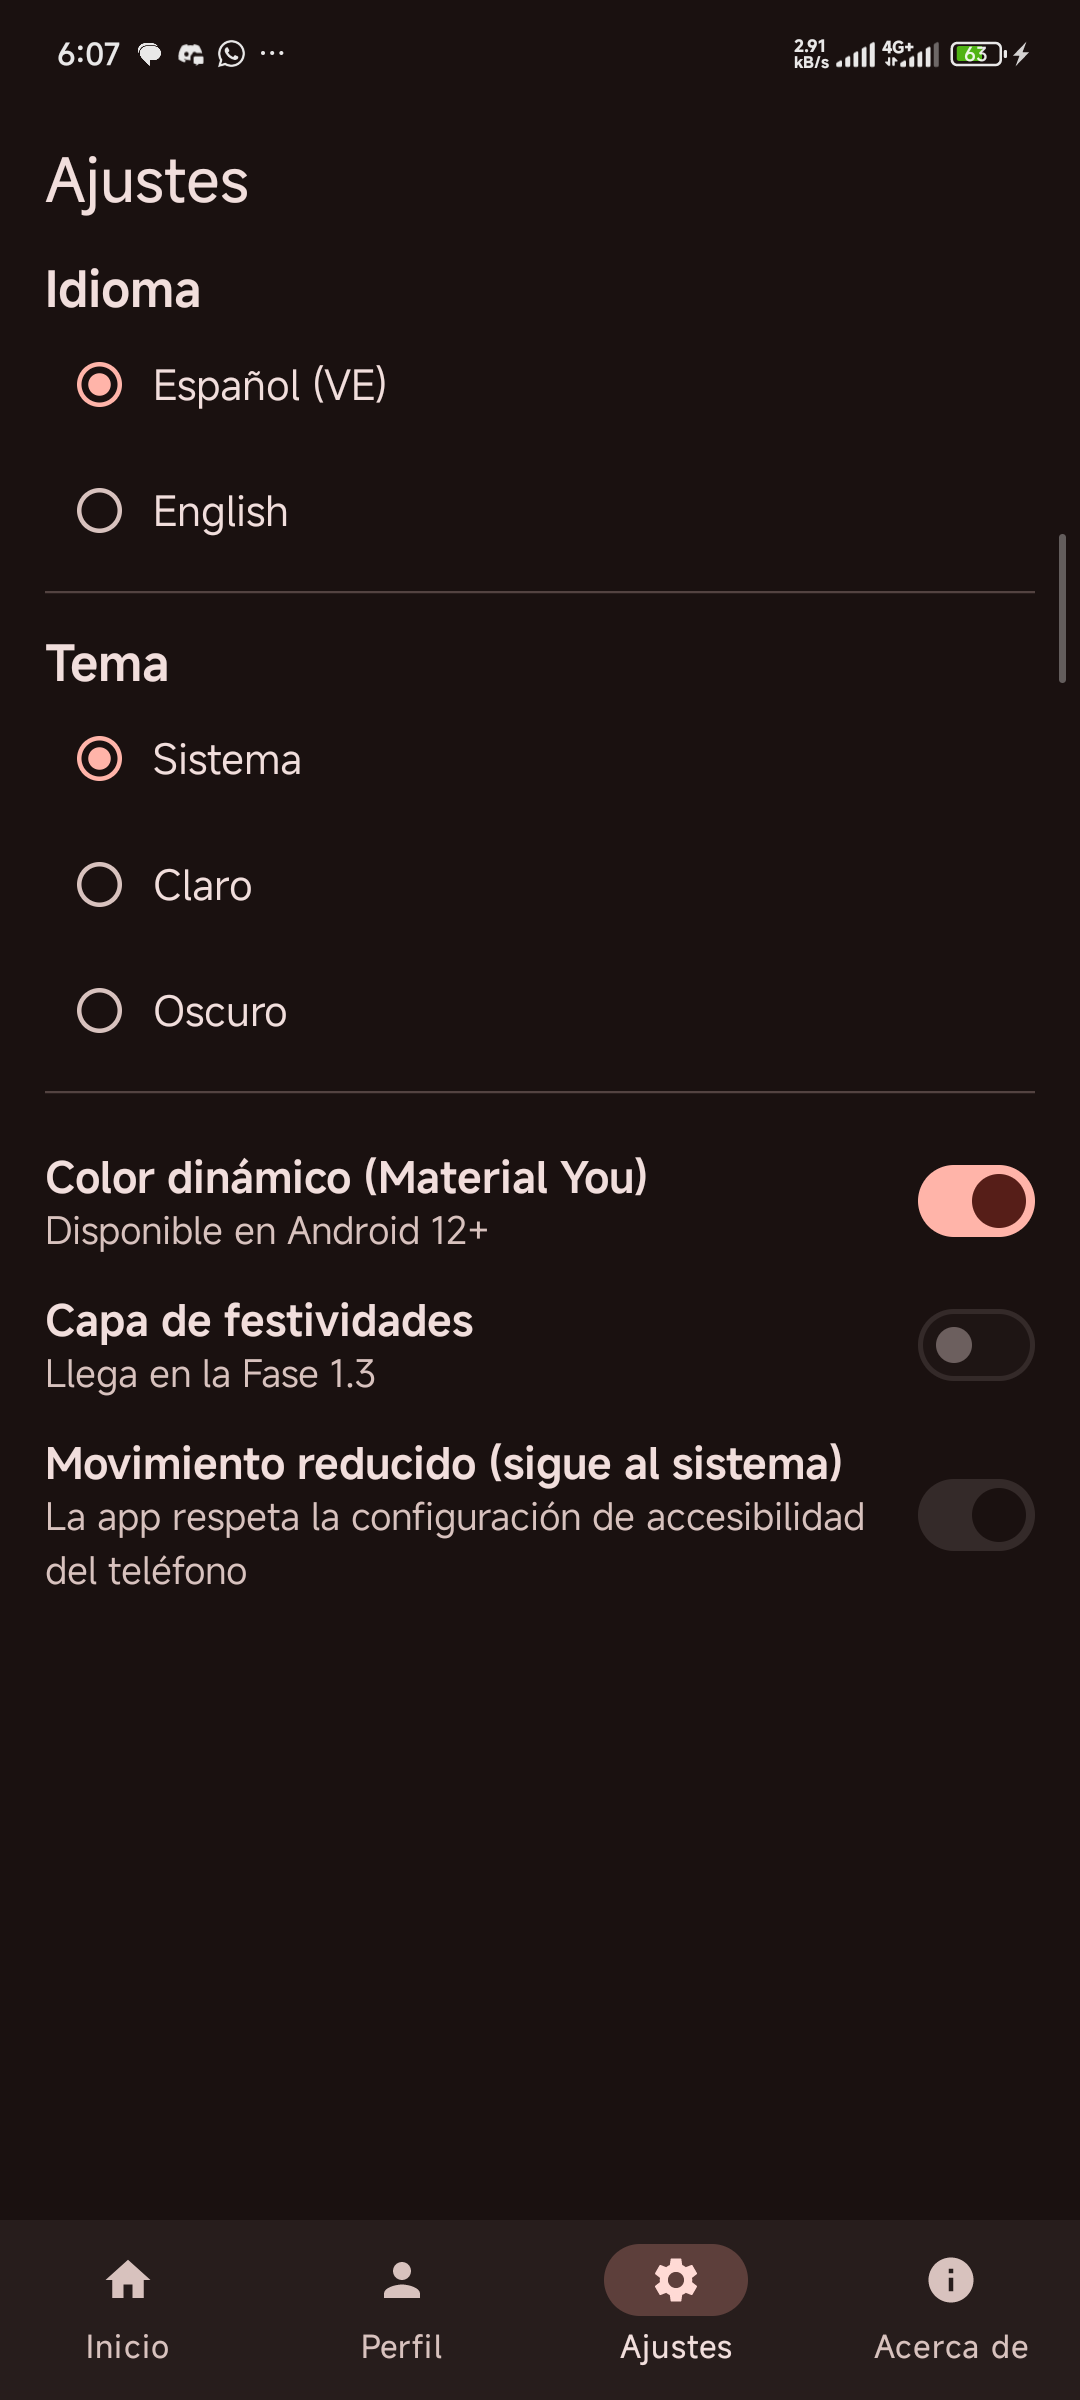 6:07
2.91
kB/s
4G+
63
Ajustes
Idioma
Español (VE)
English
Tema
Sistema
Claro
Oscuro
Color dinámico (Material You)
Disponible en Android 12+
Capa de festividades
Llega en la Fase 1.3
Movimiento reducido (sigue al sistema)
La app respeta la configuración de accesibilidad
del teléfono
Inicio
Perfil
Ajustes
Acerca de